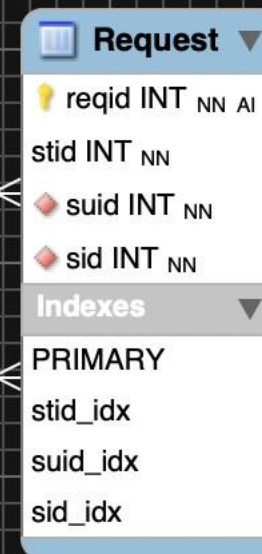 Request
reqid INT NN AI
stid INT NN
suid INT NN
sid INT NN
Indexes
PRIMARY
stid_idx
suid_idx
sid_idx